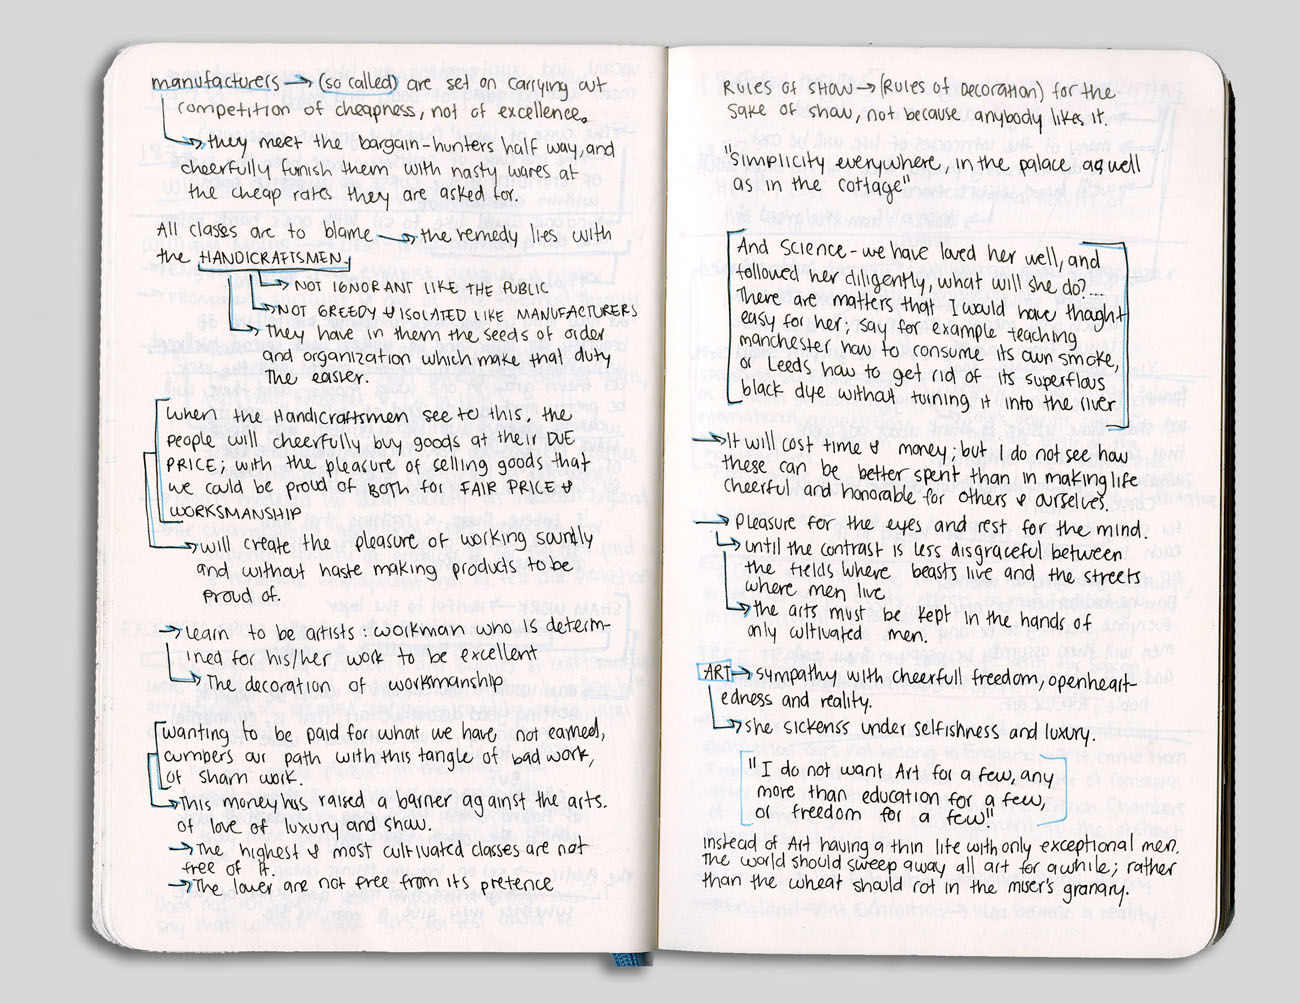 manufacturers → (so called) are set on carrying out
competition of cheapness, not of excellence.
→ they meet the bargain-hunters half way, and
cheerfully furnish them with nasty wares at
the cheap rates they are asked for.
All classes are to blame → the remedy lies with
the HANDICRAFTSMEN.
→ NOT IGNORANT LIKE THE PUBLIC
→ NOT GREEDY & ISOLATED LIKE MANUFACTURERS
→ they have in them the seeds of order
and organization which make that duty
The easier.
When the Handicraftsmen see to this, the
people will cheerfully buy goods at their DUE
PRICE; with the pleasure of selling goods that
we could be proud of BOTH for FAIR PRICE &
WORKSMANSHIP
→ will create the pleasure of working soundly
and without haste making products to be
proud of.
→ learn to be artists: workman who is determ-
ined for his/her work to be excellent
→ The decoration of workmanship
Wanting to be paid for what we have not earned,
cumbers our path with this tangle of bad work,
of sham work.
→ This money has raised a barrier against the arts.
of love of luxury and show.
→ The highest & most cultivated classes are not
free of it.
→ The lower are not free from its pretence
Rules of show → (Rules of Decoration) for the
sake of show, not because anybody likes it.
"Simplicity everywhere, in the palace as well
as in the cottage"
And Science - we have loved her well, and
followed her diligently, what will she do?...
There are matters that I would have thought
easy for her; say for example teaching
manchester how to consume its own smoke,
or Leeds how to get rid of its superflous
black dye without turning it into the river
→ It will cost time & money; but I do not see how
these can be better spent than in making life
cheerful and honorable for others & ourselves.
→ Pleasure for the eyes and rest for the mind.
→ until the contrast is less disgraceful between
the fields where beasts live and the streets
where men live
→ the arts must be kept in the hands of
only cultivated men.
ART → sympathy with cheerfull freedom, openheart-
edness and reality.
→ she sickenss under selfishness and luxury.
"I do not want Art for a few, any
more than education for a few,
or freedom for a few!"
instead of Art having a thin life with only exceptional men.
the world should sweep away all art for awhile; rather
than the wheat should rot in the miser's granary.